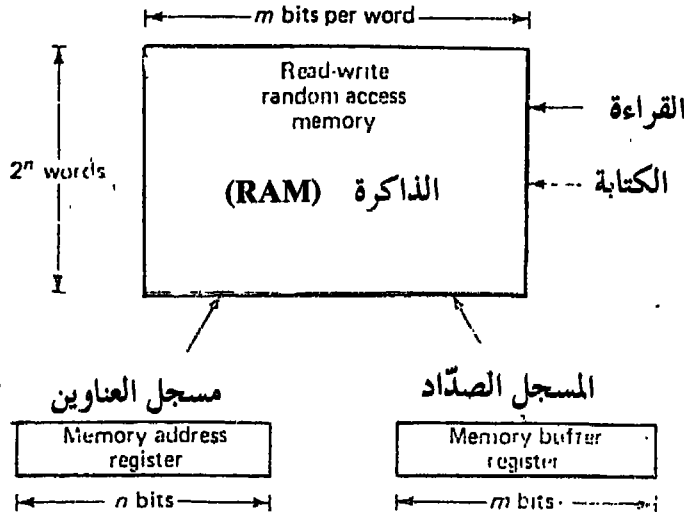 m bits per word
Read-write
random access
memory
القراءة
2ⁿ words
الذاكرة (RAM)
الكتابة
مسجل العناوين
المسجل الصدّاد
Memory address
register
Memory buffer
register
n bits
m bits